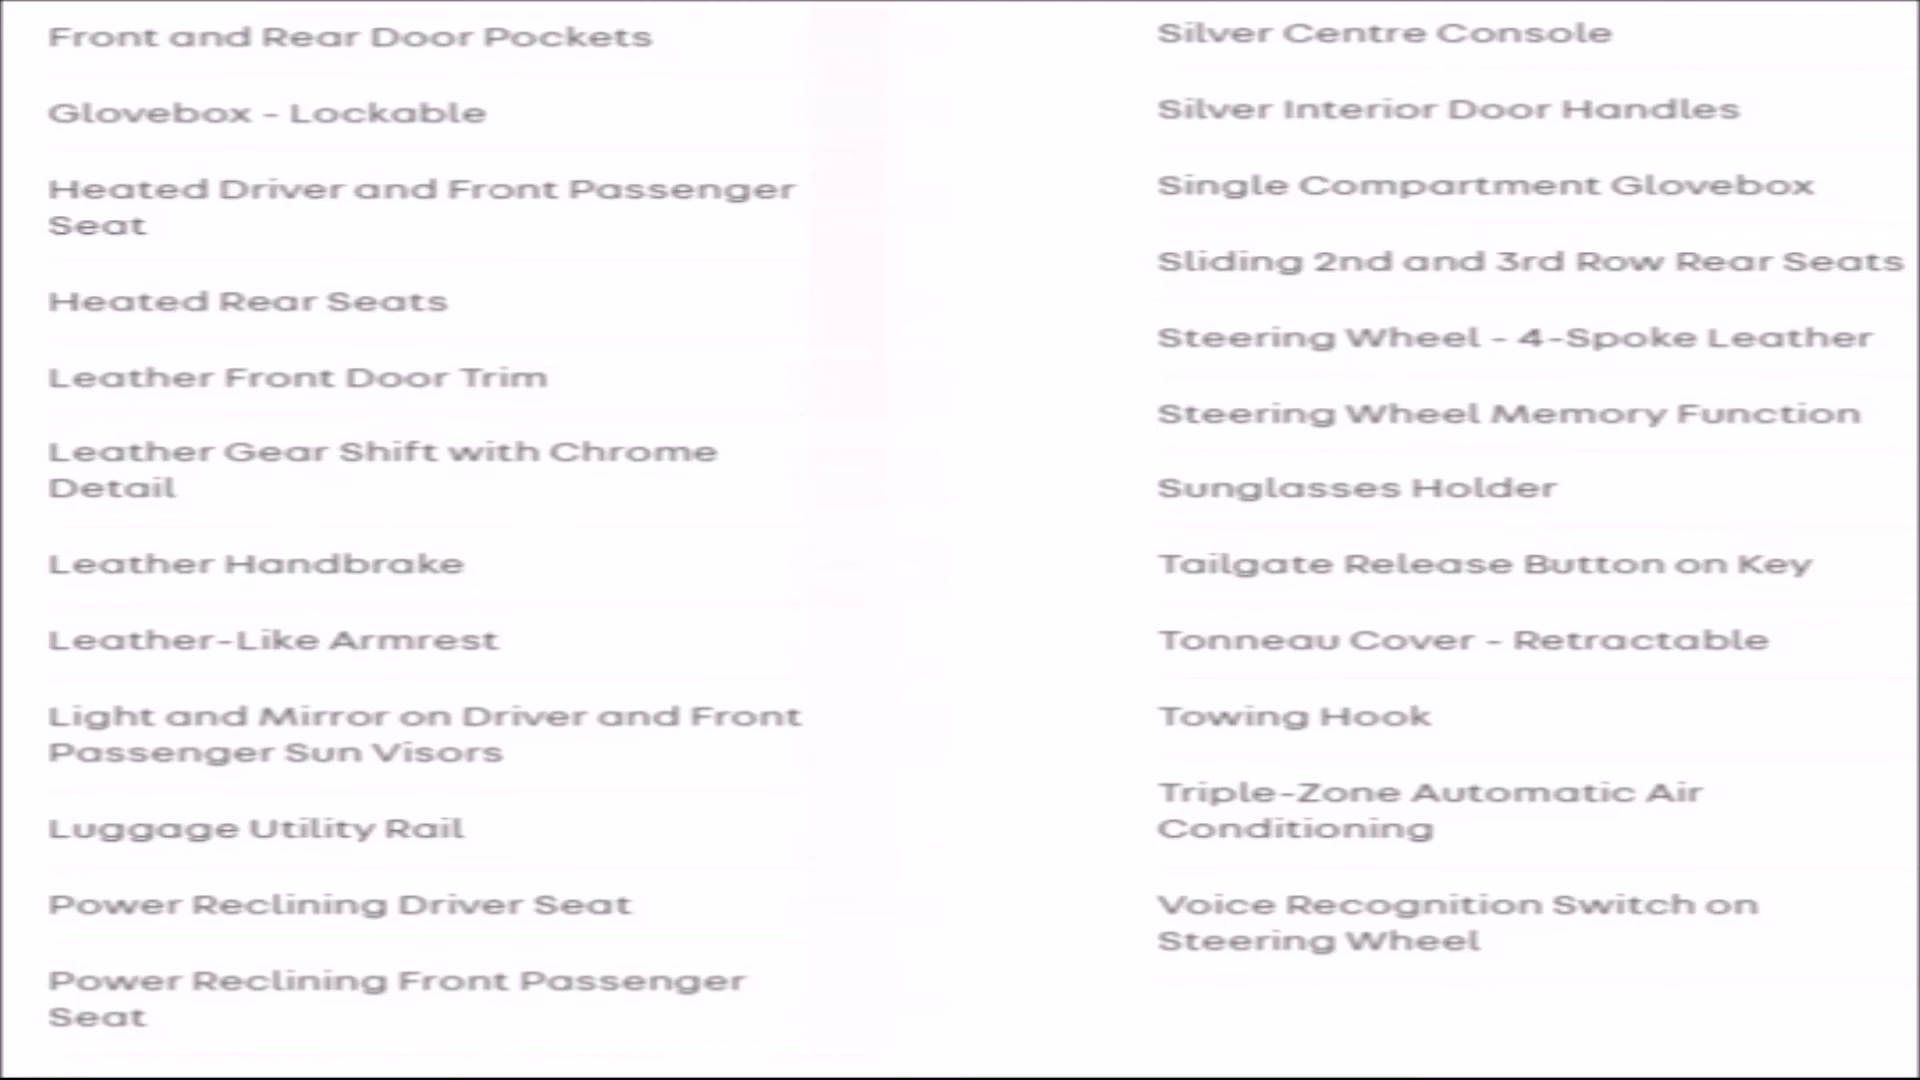 Front and Rear Door Pockets
Glovebox - Lockable
Heated Driver and Front Passenger
Seat
Heated Rear Seats
Leather Front Door Trim
Leather Gear Shift with Chrome
Detail
Leather Handbrake
Leather-Like Armrest
Light and Mirror on Driver and Front
Passenger Sun Visors
Luggage Utility Rail
Power Reclining Driver Seat
Power Reclining Front Passenger
Seat
Silver Centre Console
Silver Interior Door Handles
Single Compartment Glovebox
Sliding 2nd and 3rd Row Rear Seats
Steering Wheel - 4-Spoke Leather
Steering Wheel Memory Function
Sunglasses Holder
Tailgate Release Button on Key
Tonneau Cover - Retractable
Towing Hook
Triple-Zone Automatic Air
Conditioning
Voice Recognition Switch on
Steering Wheel